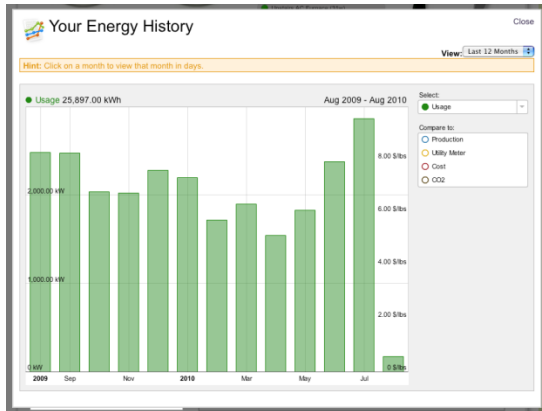 Your Energy History
Close
View: Last 12 Months
Hint: Click on a month to view that month in days.
Usage 25,897.00 kWh
Aug 2009 - Aug 2010
Select:
Usage
Compare to:
Production
Utility Meter
Cost
CO2
8.00 $/lbs
2,000.00 kW
6.00 $/lbs
4.00 $/lbs
1,000.00 kW
2.00 $/lbs
0 kW
0 $/lbs
2009 Sep Nov 2010 Mar May Jul